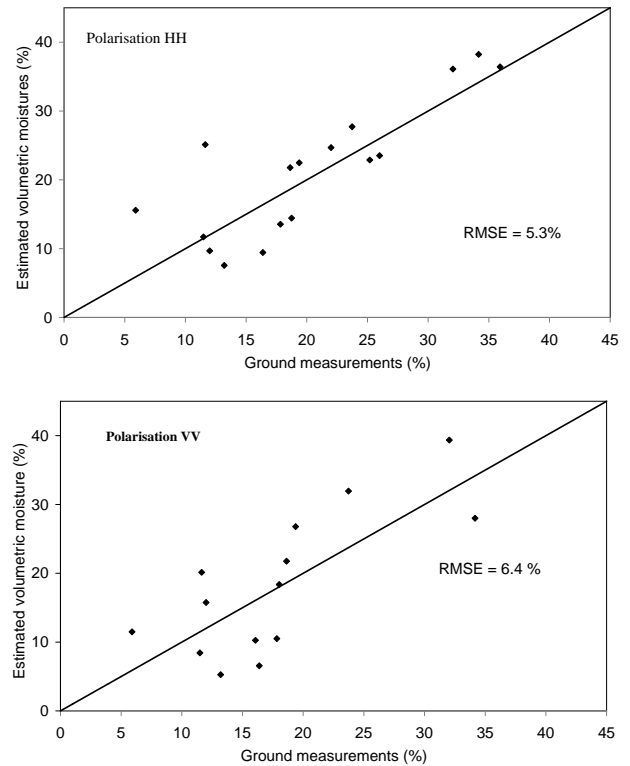 Polarisation HH
Estimated volumetric moistures (%)
40
30
20
10
0
RMSE = 5.3%
0 5 10 15 20 25 30 35 40 45
Ground measurements (%)
Polarisation VV
Estimated volumetric moisture (%)
40
30
20
10
0
RMSE = 6.4 %
0 5 10 15 20 25 30 35 40 45
Ground measurements (%)